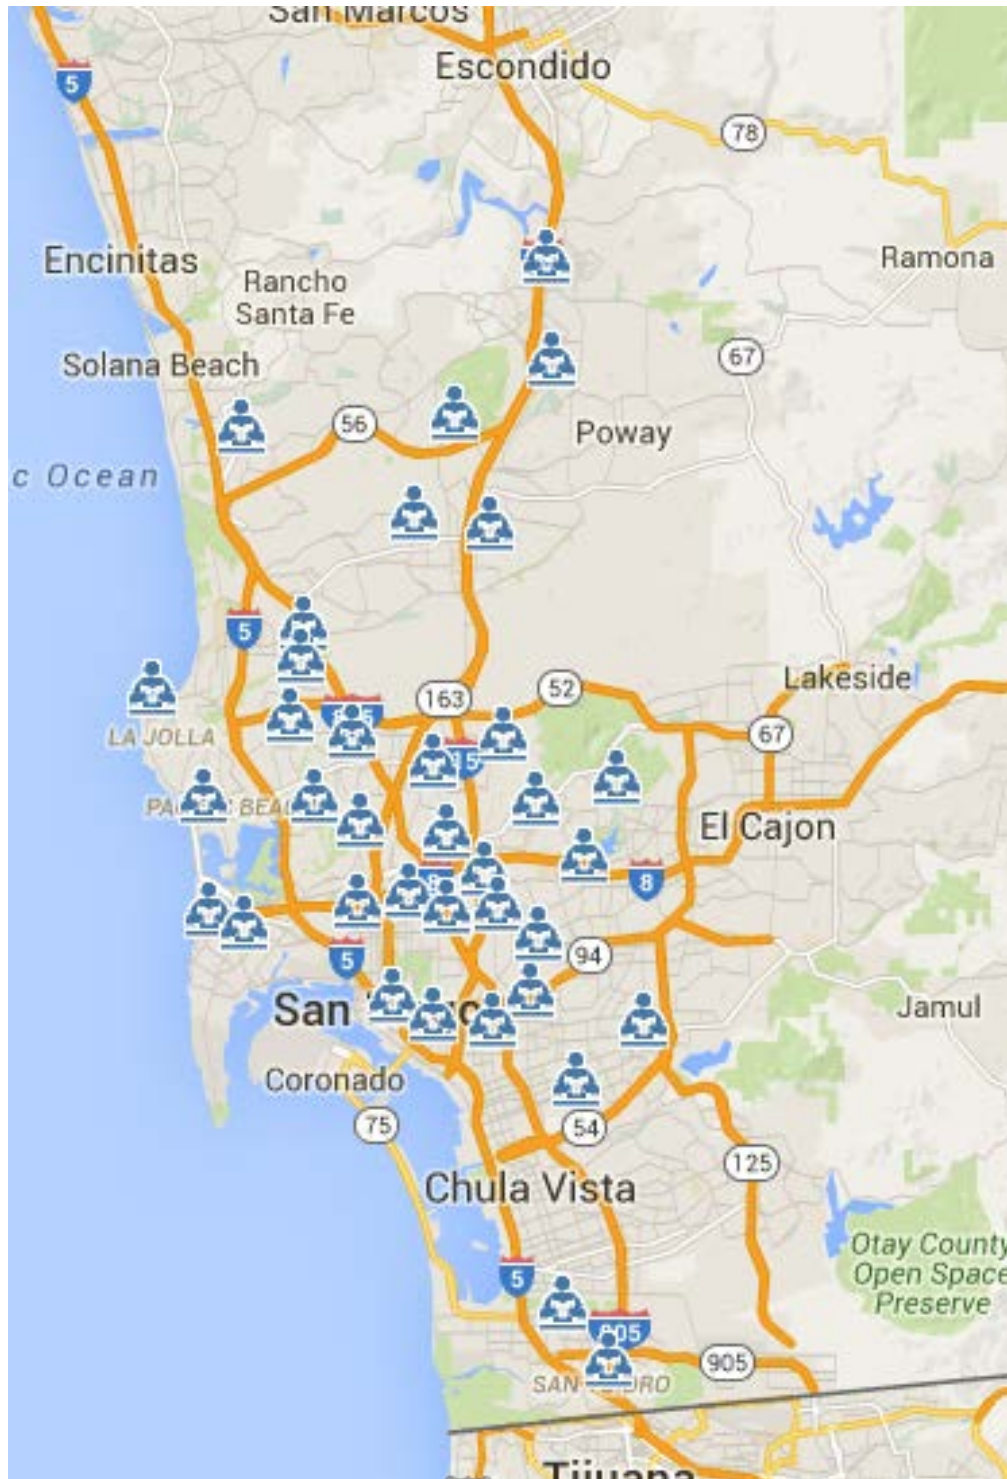 San Marcos
Escondido
5
78
Encinitas
Ramona
Rancho
Santa Fe
67
Solana Beach
56
Poway
c Ocean
5
Lakeside
163
52
LA JOLLA
67
El Cajon
8
94
5
San
Jamul
Coronado
75
54
125
Chula Vista
Otay County
Open Space
Preserve
5
905
Tijuana